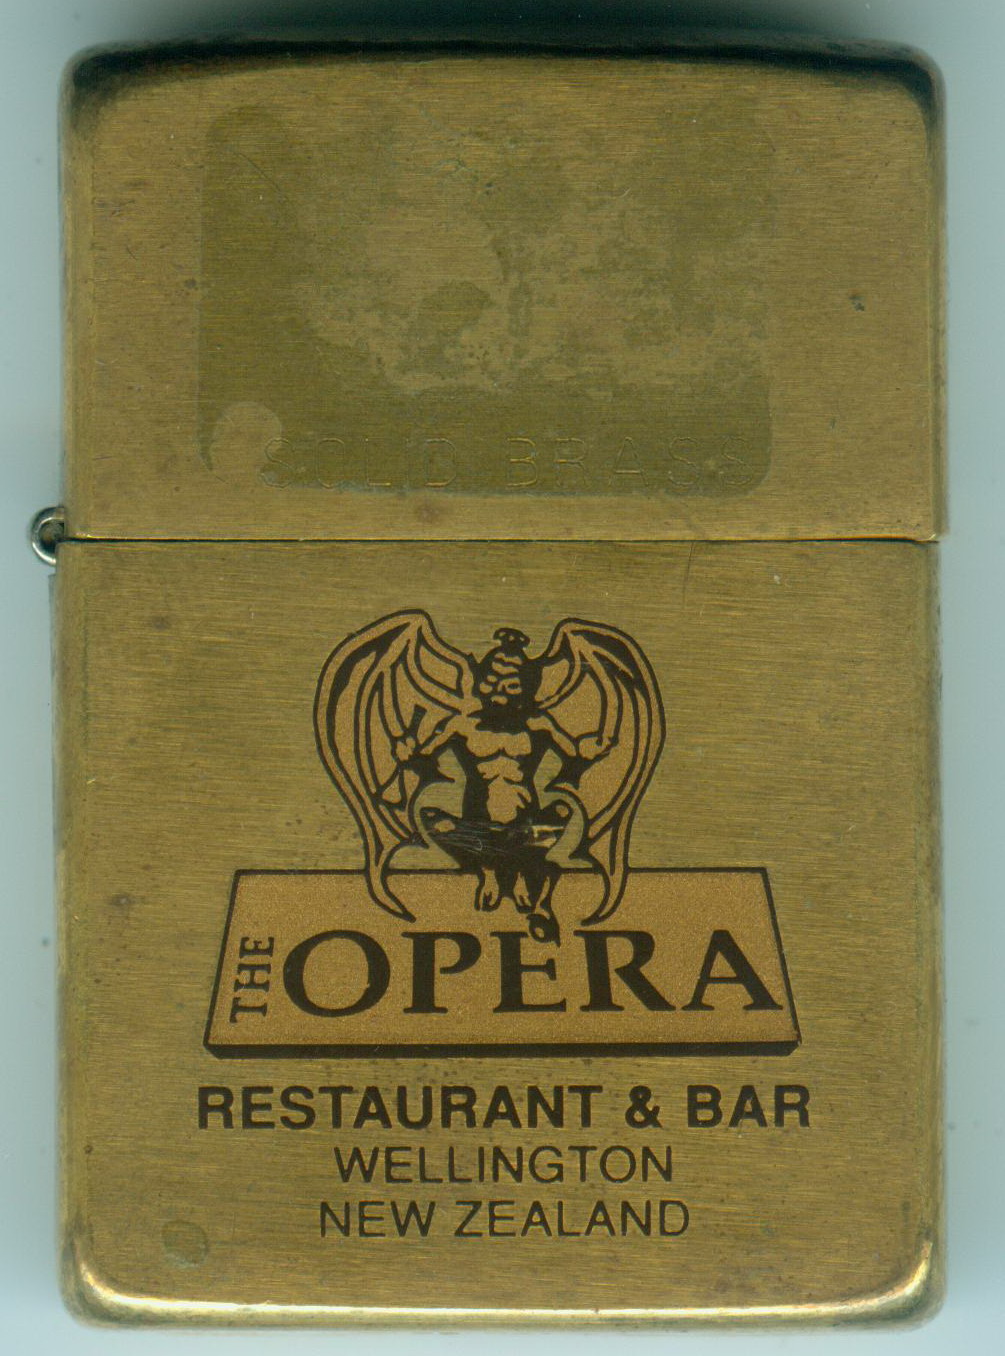 SOLID BRASS
THE OPERA
RESTAURANT & BAR
WELLINGTON
NEW ZEALAND